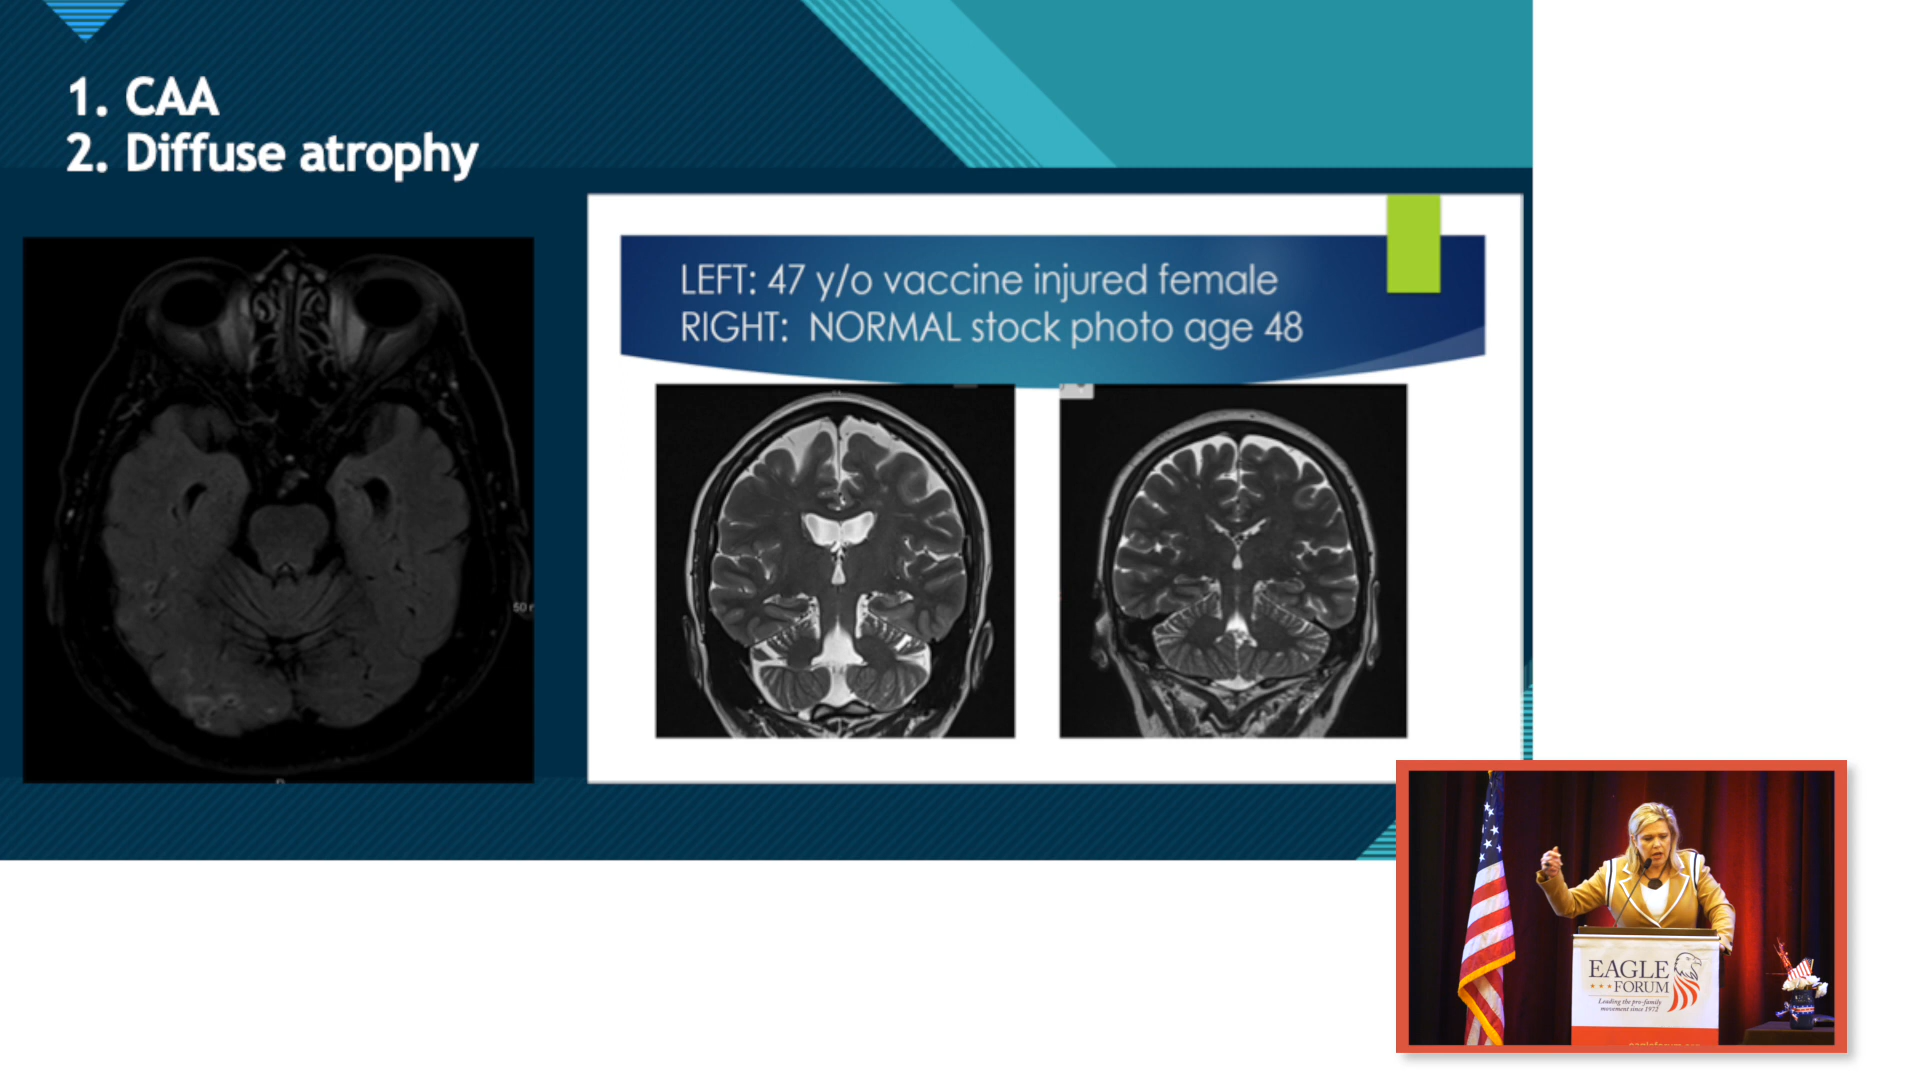 1. CAA
2. Diffuse atrophy
LEFT: 47 y/o vaccine injured female
RIGHT: NORMAL stock photo age 48
50
EAGLE
FORUM
Leading the pro-family
movement since 1972